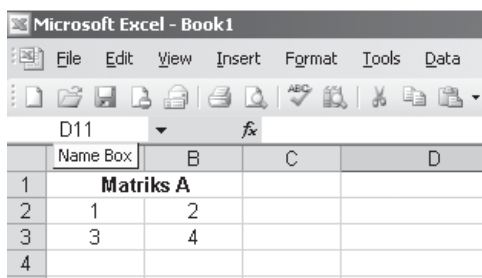 Microsoft Excel - Book1
File Edit View Insert Format Tools Data
ABC
D11 fx
Name Box B C D
1 Matriks A
2 1 2
3 3 4
4